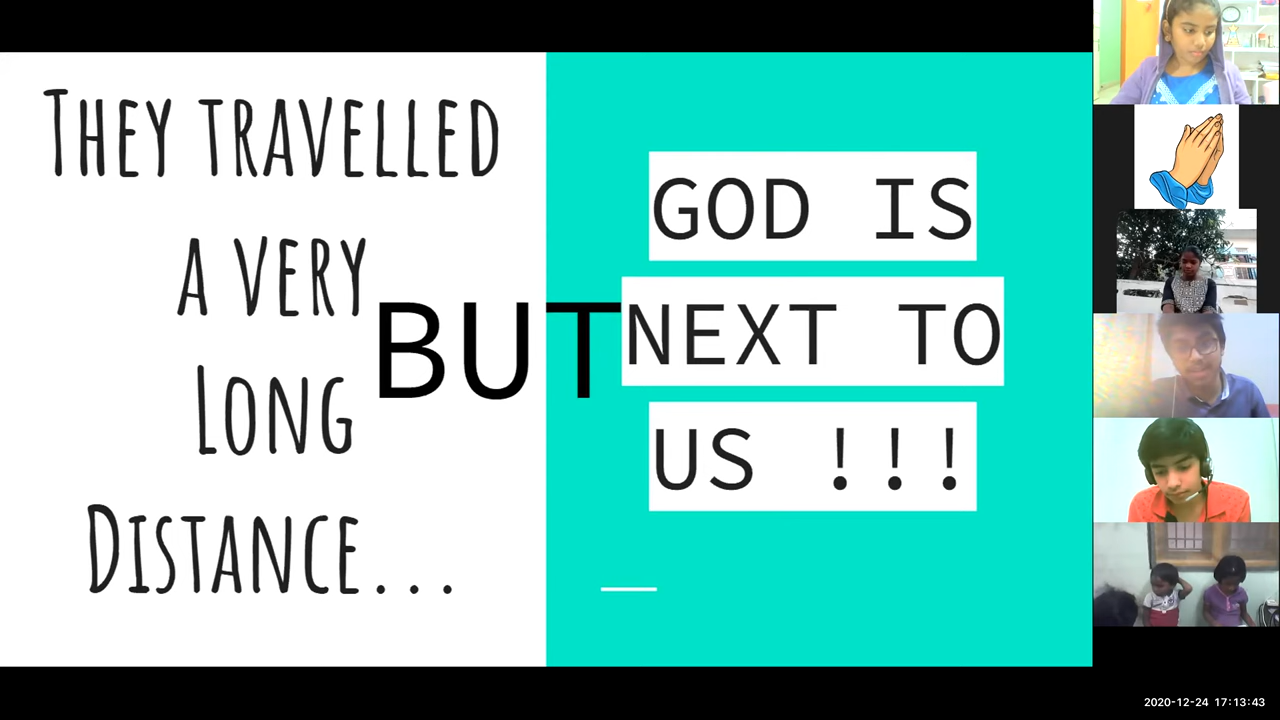 THEY TRAVELLED
A VERY
LONG
DISTANCE...
BUT
GOD IS
NEXT TO
US !!!
2020-12-24 17:13:43